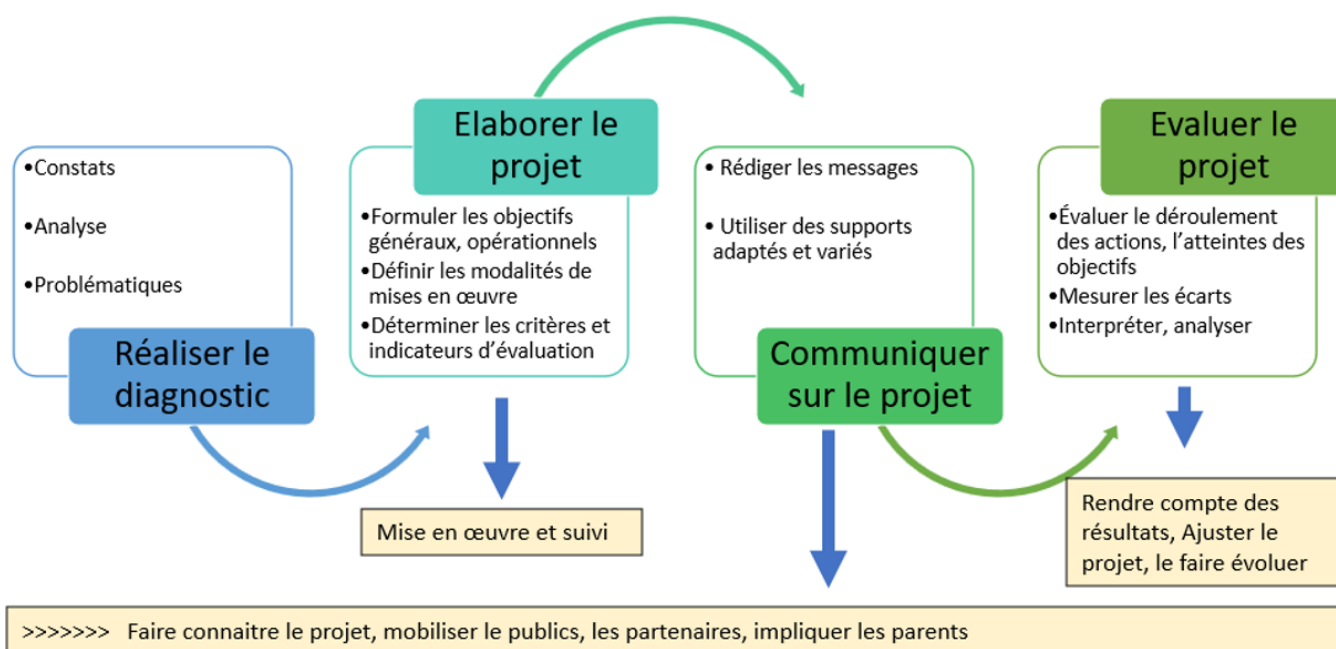 •Constats
•Analyse
•Problématiques
Réaliser le
diagnostic
Elaborer le
projet
•Formuler les objectifs
généraux, opérationnels
•Définir les modalités de
mises en œuvre
•Déterminer les critères et
indicateurs d’évaluation
Mise en œuvre et suivi
• Rédiger les messages
• Utiliser des supports
adaptés et variés
Communiquer
sur le projet
Evaluer le
projet
•Évaluer le déroulement
des actions, l’atteintes des
objectifs
•Mesurer les écarts
•Interpréter, analyser
Rendre compte des
résultats, Ajuster le
projet, le faire évoluer
>>>>>>> Faire connaitre le projet, mobiliser le publics, les partenaires, impliquer les parents